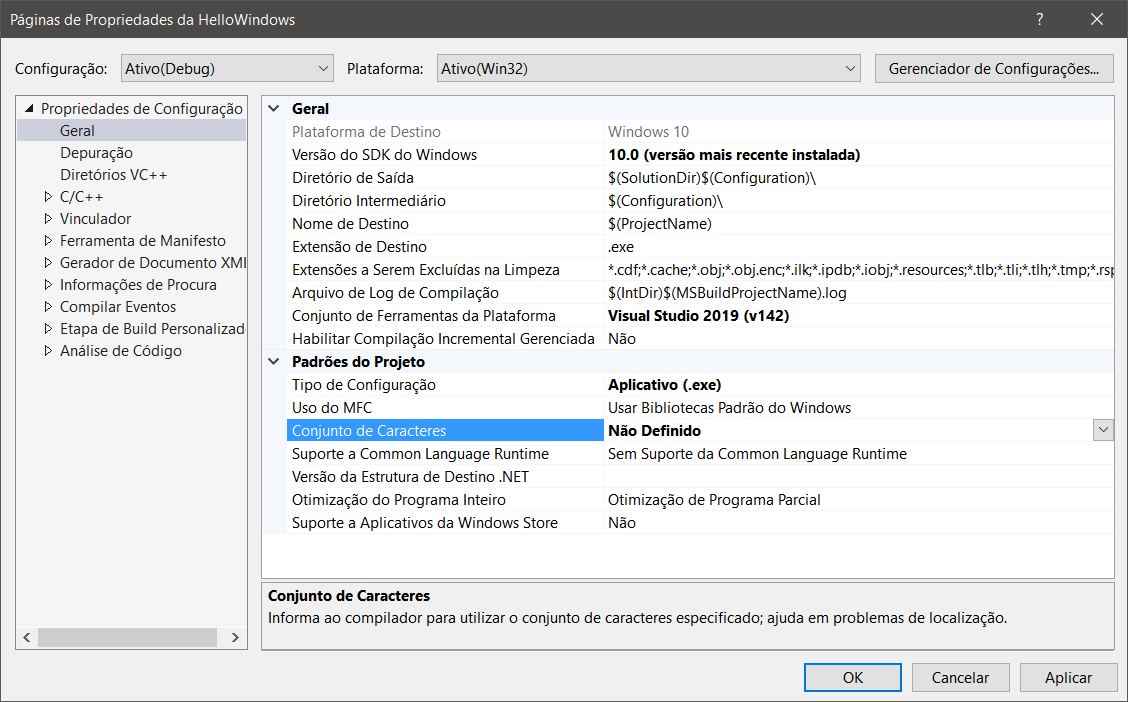 Páginas de Propriedades da HelloWindows ?
Configuração: Ativo(Debug) Plataforma: Ativo(Win32) Gerenciador de Configurações...
Propriedades de Configuração
Geral
Depuração
Diretórios VC++
C/C++
Vinculador
Ferramenta de Manifesto
Gerador de Documento XML
Informações de Procura
Compilar Eventos
Etapa de Build Personalizad
Análise de Código
Geral
Plataforma de Destino Windows 10
Versão do SDK do Windows 10.0 (versão mais recente instalada)
Diretório de Saída $(SolutionDir)$(Configuration)\
Diretório Intermediário $(Configuration)\
Nome de Destino $(ProjectName)
Extensão de Destino .exe
Extensões a Serem Excluídas na Limpeza *.cdf;*.cache;*.obj;*.obj.enc;*.ilk;*.ipdb;*.iobj;*.resources;*.tlb;*.tli;*.tlh;*.tmp;*.rsp
Arquivo de Log de Compilação $(IntDir)$(MSBuildProjectName).log
Conjunto de Ferramentas da Plataforma Visual Studio 2019 (v142)
Habilitar Compilação Incremental Gerenciada Não
Padrões do Projeto
Tipo de Configuração Aplicativo (.exe)
Uso do MFC Usar Bibliotecas Padrão do Windows
Conjunto de Caracteres Não Definido
Suporte a Common Language Runtime Sem Suporte da Common Language Runtime
Versão da Estrutura de Destino .NET
Otimização do Programa Inteiro Otimização de Programa Parcial
Suporte a Aplicativos da Windows Store Não
Conjunto de Caracteres
Informa ao compilador para utilizar o conjunto de caracteres especificado; ajuda em problemas de localização.
OK Cancelar Aplicar